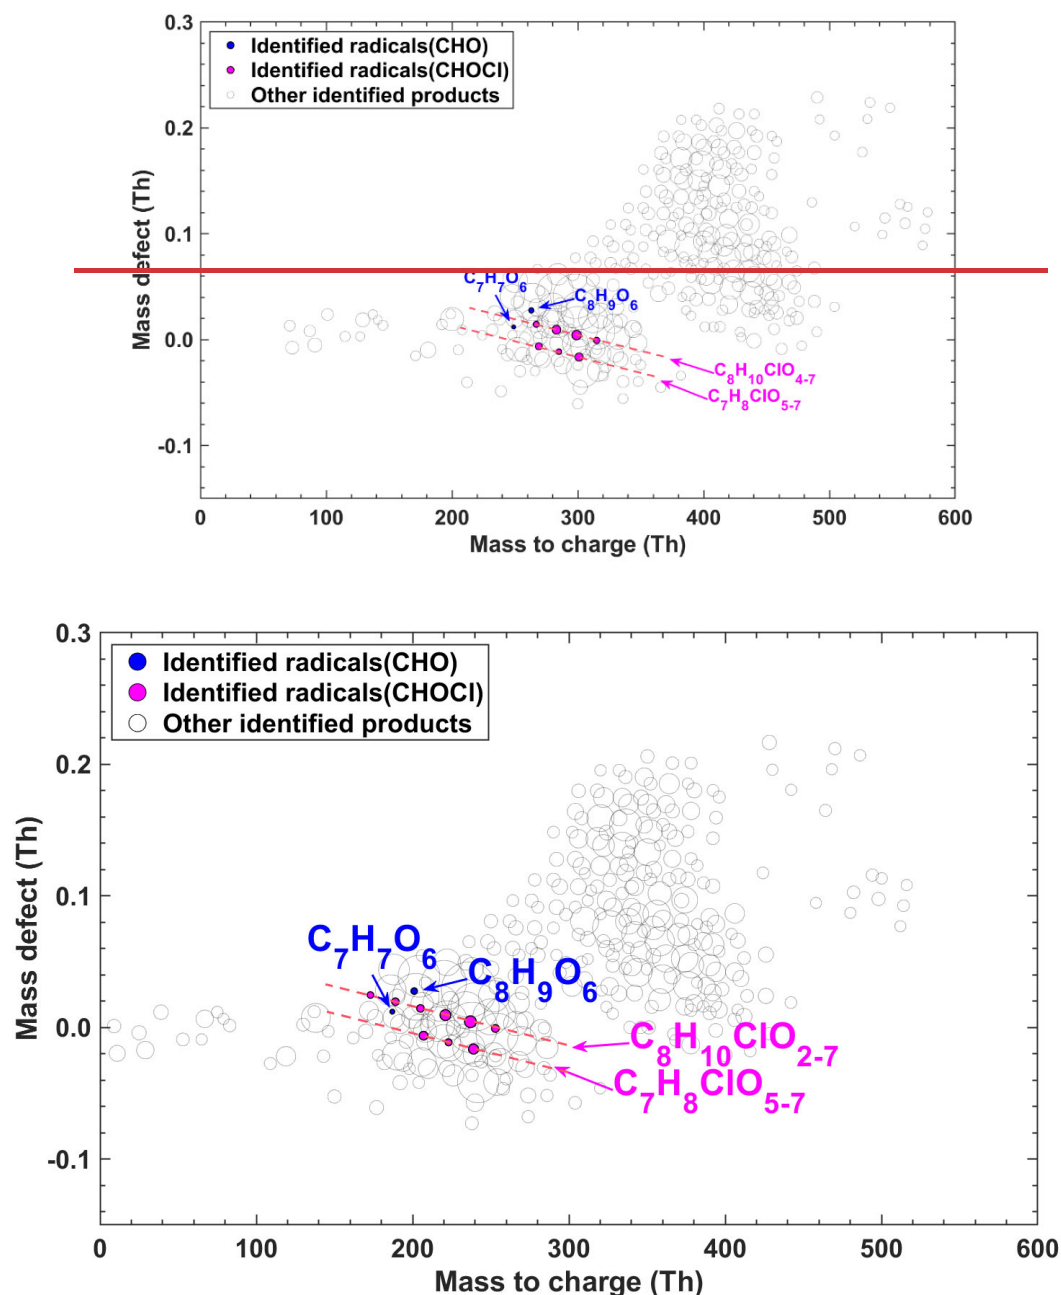 0.3
Identified radicals(CHO)
Identified radicals(CHOCl)
Other identified products
0.2
0.1
0.0
-0.1
Mass defect (Th)
C7H7O6
C8H9O6
C8H10ClO4-7
C7H8ClO5-7
0 100 200 300 400 500 600
Mass to charge (Th)
0.3
Identified radicals(CHO)
Identified radicals(CHOCl)
Other identified products
0.2
0.1
0.0
-0.1
Mass defect (Th)
C7H7O6
C8H9O6
C8H10ClO2-7
C7H8ClO5-7
0 100 200 300 400 500 600
Mass to charge (Th)